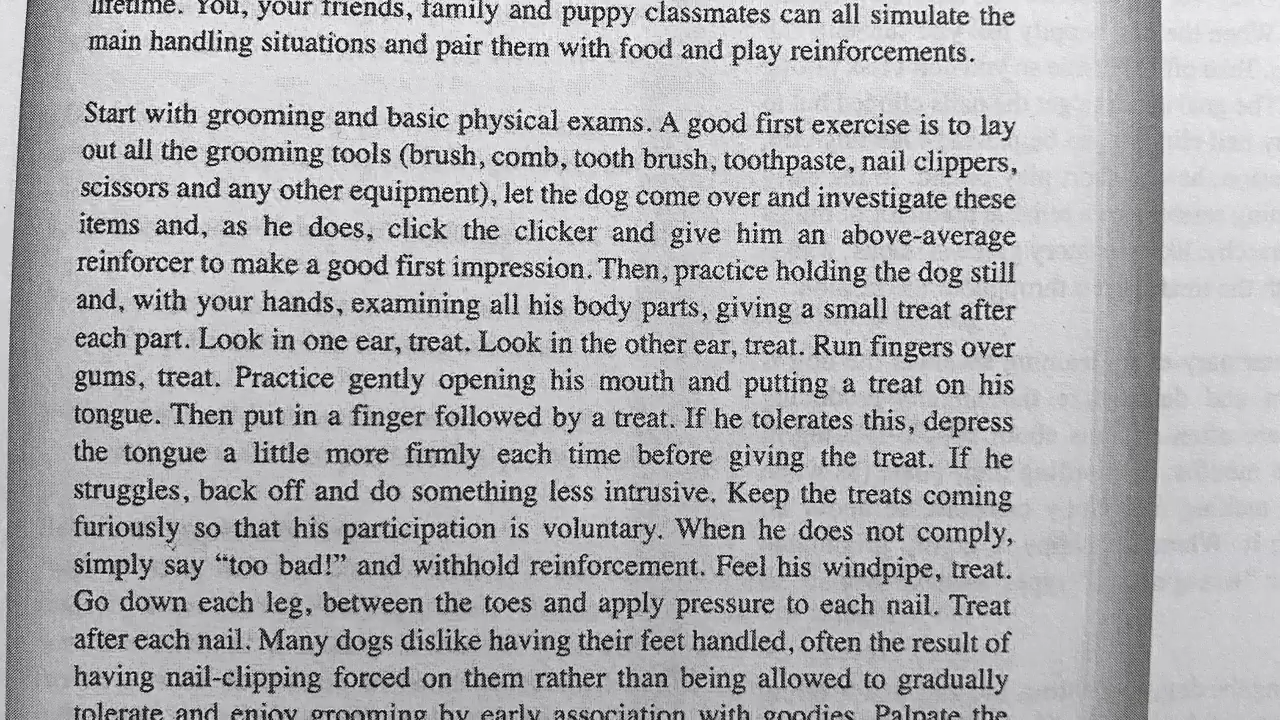 lifetime. You, your friends, family and puppy classmates can all simulate the
main handling situations and pair them with food and play reinforcements.
Start with grooming and basic physical exams. A good first exercise is to lay
out all the grooming tools (brush, comb, tooth brush, toothpaste, nail clippers,
scissors and any other equipment), let the dog come over and investigate these
items and, as he does, click the clicker and give him an above-average
reinforcer to make a good first impression. Then, practice holding the dog still
and, with your hands, examining all his body parts, giving a small treat after
each part. Look in one ear, treat. Look in the other ear, treat. Run fingers over
gums, treat. Practice gently opening his mouth and putting a treat on his
tongue. Then put in a finger followed by a treat. If he tolerates this, depress
the tongue a little more firmly each time before giving the treat. If he
struggles, back off and do something less intrusive. Keep the treats coming
furiously so that his participation is voluntary. When he does not comply,
simply say “too bad!” and withhold reinforcement. Feel his windpipe, treat.
Go down each leg, between the toes and apply pressure to each nail. Treat
after each nail. Many dogs dislike having their feet handled, often the result of
having nail-clipping forced on them rather than being allowed to gradually
tolerate and enjoy grooming by early association with goodies. Palpate the